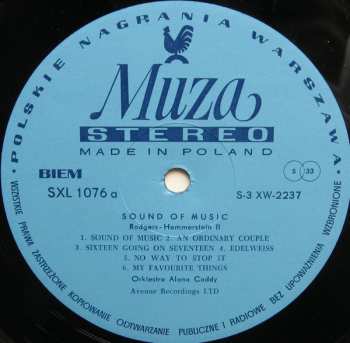 POLSKIE NAGRANIA WARSZAWA
Muza
STEREO
MADE IN POLAND
BIEM
S 33
SXL 1076 a
S-3 XW-2237
SOUND OF MUSIC
Rodgers-Hammerstein II
1. SOUND OF MUSIC 2. AN ORDINARY COUPLE
3. SIXTEEN GOING ON SEVENTEEN 4. EDELWEISS
5. NO WAY TO STOP IT
6. MY FAVOURITE THINGS
Orkiestra Alana Caddy
Avenue Recordings LTD
WSZYSTKIE PRAWA ZASTRZEŻONE KOPIOWANIE ODTWARZANIE PUBLICZNE I RADIOWE BEZ UPOWAŻNIENIA WZBRONIONE